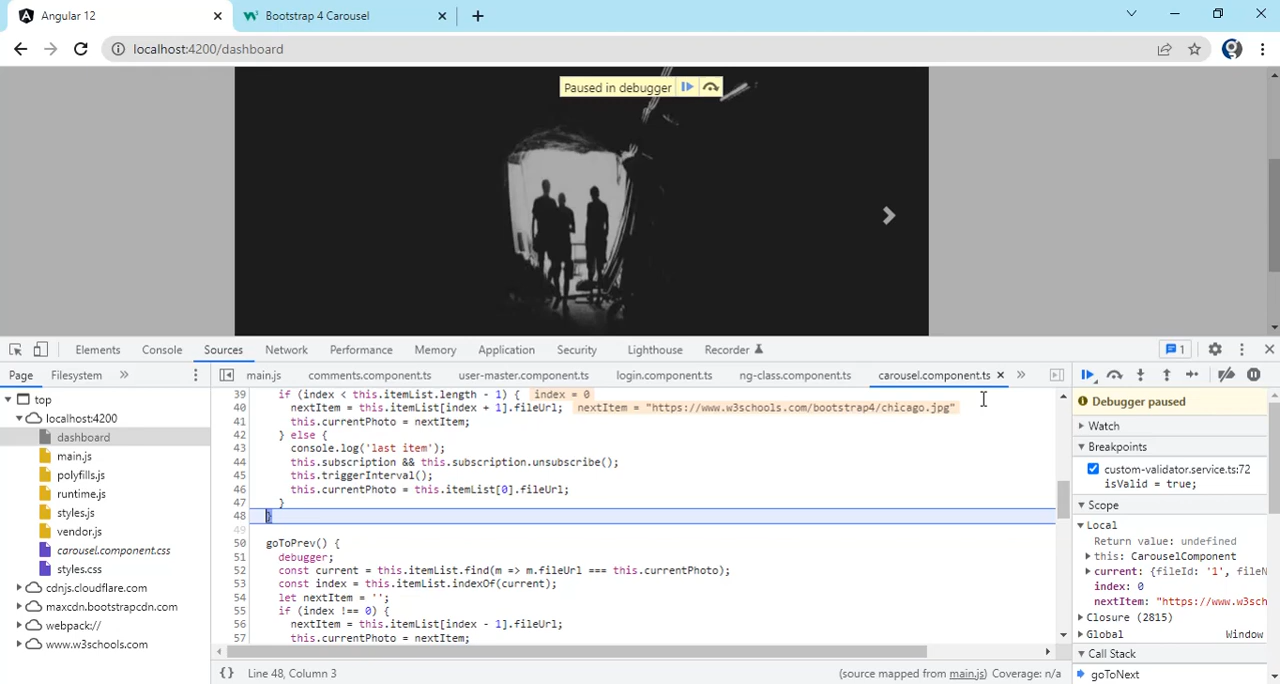 Angular 12
Bootstrap 4 Carousel
localhost:4200/dashboard
Paused in debugger
Elements
Console
Sources
Network
Performance
Memory
Application
Security
Lighthouse
Recorder
1
Page
Filesystem
main.js
comments.component.ts
user-master.component.ts
login.component.ts
ng-class.component.ts
carousel.component.ts
top
localhost:4200
dashboard
main.js
polyfills.js
runtime.js
styles.js
vendor.js
carousel.component.css
styles.css
cdnjs.cloudflare.com
maxcdn.bootstrapcdn.com
webpack://
www.w3schools.com
39 if (index < this.itemList.length - 1) { index = 0
40 nextItem = this.itemList[index + 1].fileUrl; nextItem = "https://www.w3schools.com/bootstrap4/chicago.jpg"
41 this.currentPhoto = nextItem;
42 } else {
43 console.log('last item');
44 this.subscription && this.subscription.unsubscribe();
45 this.triggerInterval();
46 this.currentPhoto = this.itemList[0].fileUrl;
47 }
48 }
49
50 goToPrev() {
51 debugger;
52 const current = this.itemList.find(m => m.fileUrl === this.currentPhoto);
53 const index = this.itemList.indexOf(current);
54 let nextItem = '';
55 if (index !== 0) {
56 nextItem = this.itemList[index - 1].fileUrl;
57 this.currentPhoto = nextItem;
{ } Line 48, Column 3
(source mapped from main.js) Coverage: n/a
Debugger paused
Watch
Breakpoints
custom-validator.service.ts:72
isValid = true;
Scope
Local
Return value: undefined
this: CarouselComponent
current: {fileId: '1', fileN
index: 0
nextItem: "https://www.w3sch
Closure (2815)
Global Window
Call Stack
goToNext